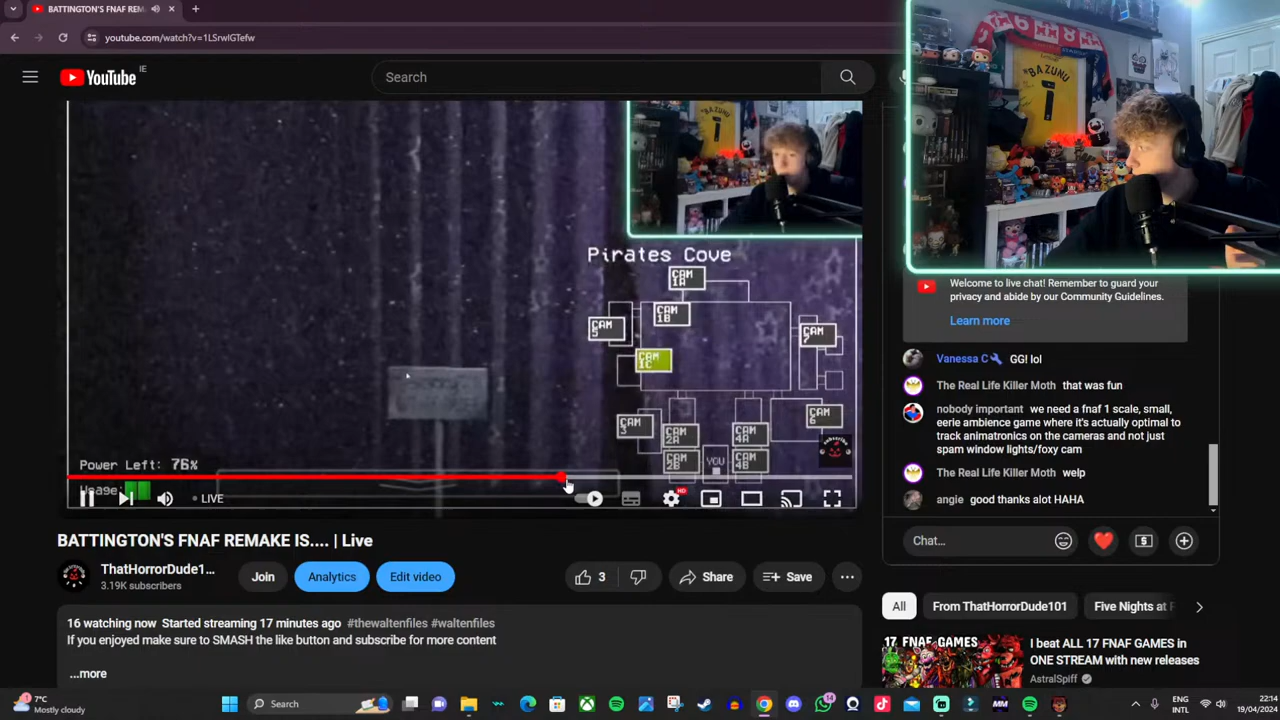 BATTINGTON'S FNAF REM
youtube.com/watch?v=1LSrwIGTefw
YouTube IE
Search
BAZUNU
1
Pirates Cove
CAM 1A
CAM 1B
CAM 5
CAM 7
CAM 1C
CAM 3
CAM 2A
CAM 4A
CAM 6
CAM 2B
YOU
CAM 4B
subscribe
Power Left: 76%
Usage:
LIVE
HD
Welcome to live chat! Remember to guard your
privacy and abide by our Community Guidelines.
Learn more
Vanessa C GG! lol
The Real Life Killer Moth that was fun
nobody important we need a fnaf 1 scale, small,
eerie ambience game where it's actually optimal to
track animatronics on the cameras and not just
spam window lights/foxy cam
The Real Life Killer Moth welp
angie good thanks alot HAHA
Chat...
BATTINGTON'S FNAF REMAKE IS.... | Live
ThatHorrorDude1...
3.19K subscribers
Join
Analytics
Edit video
3
Share
Save
16 watching now Started streaming 17 minutes ago #thewaltenfiles #waltenfiles
If you enjoyed make sure to SMASH the like button and subscribe for more content
...more
All
From ThatHorrorDude101
Five Nights at F
17 FNAF GAMES
I beat ALL 17 FNAF GAMES in
ONE STREAM with new releases
AstralSpiff
7°C
Mostly cloudy
Search
14
ENG
INTL
22:14
19/04/2024